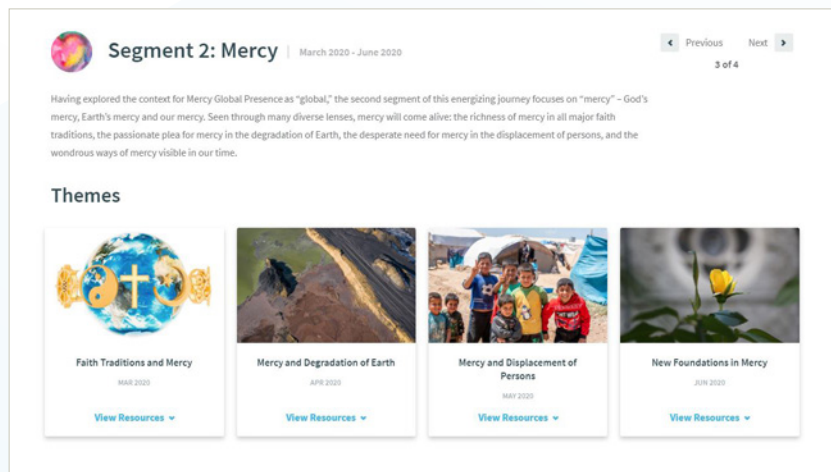 Segment 2: Mercy | March 2020 - June 2020
Previous Next
3 of 4
Having explored the context for Mercy Global Presence as “global,” the second segment of this energizing journey focuses on “mercy” – God’s
mercy, Earth’s mercy and our mercy. Seen through many diverse lenses, mercy will come alive: the richness of mercy in all major faith
traditions, the passionate plea for mercy in the degradation of Earth, the desperate need for mercy in the displacement of persons, and the
wondrous ways of mercy visible in our time.
Themes
Faith Traditions and Mercy
MAR 2020
View Resources
Mercy and Degradation of Earth
APR 2020
View Resources
Mercy and Displacement of
Persons
MAY 2020
View Resources
New Foundations in Mercy
JUN 2020
View Resources